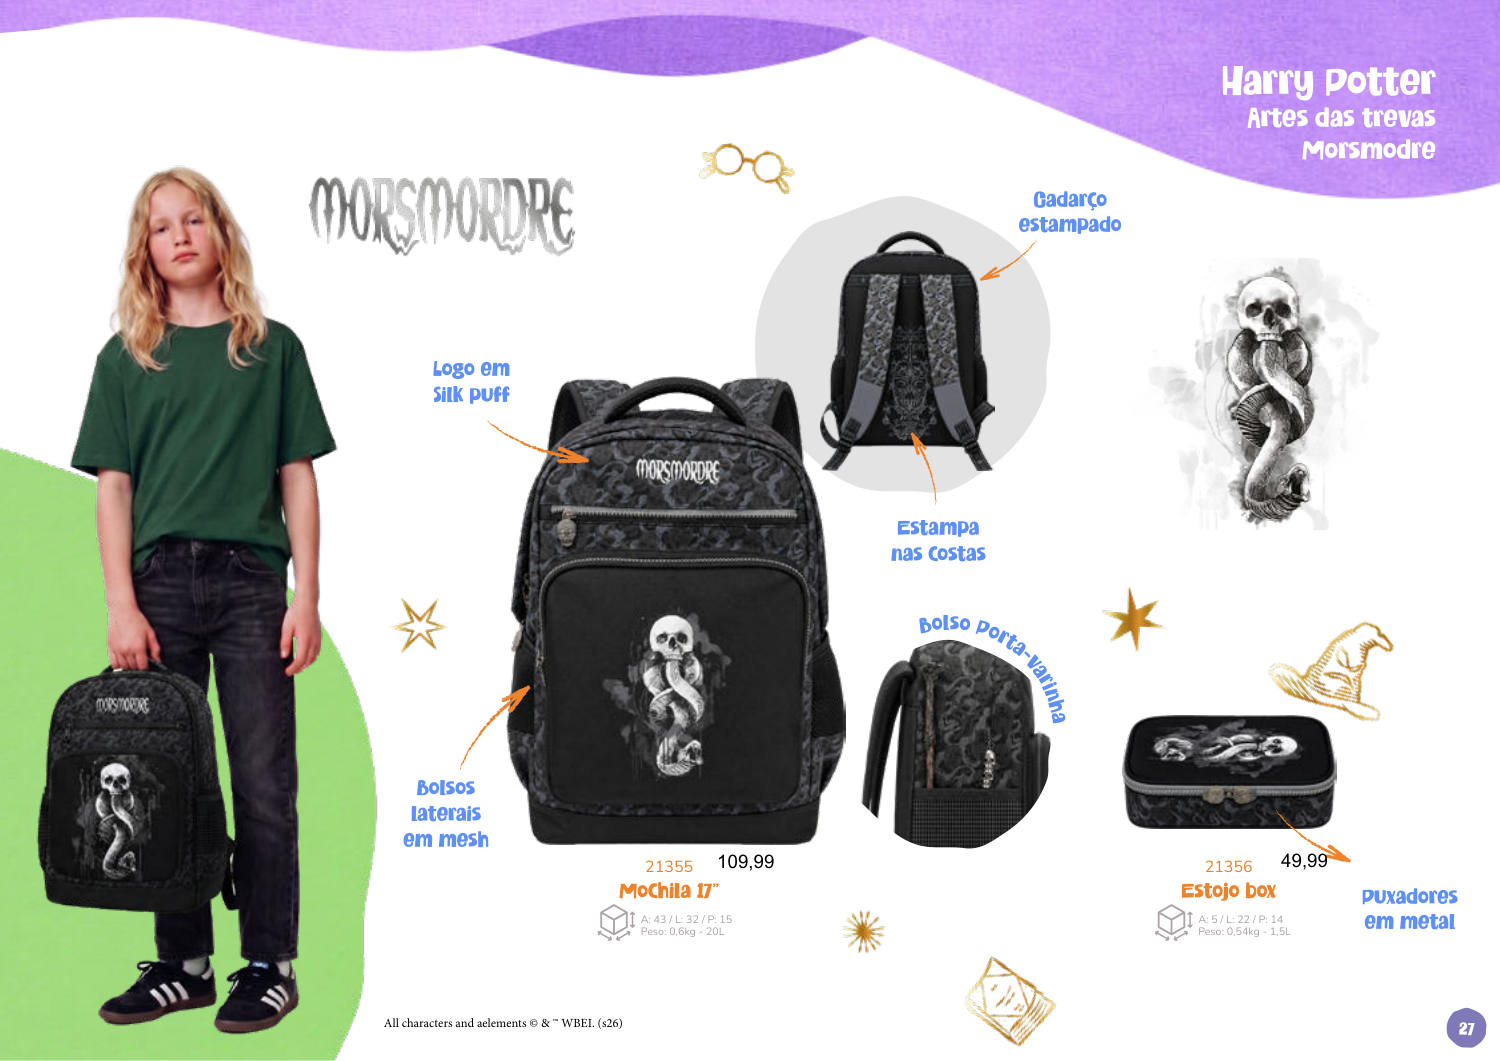 Harry Potter
Artes das trevas
Morsmodre
MORSMORDRE
Cadarço
estampado
Logo em
Silk puff
MORSMORDRE
Estampa
nas Costas
Bolso porta-varinha
MORSMORDRE
Bolsos
laterais
em mesh
21355 109,99
Mochila 17"
A: 43 / L: 32 / P: 15
Peso: 0,6kg - 20L
21356 49,99
Estojo box
A: 5 / L: 22 / P: 14
Peso: 0,54kg - 1,5L
Puxadores
em metal
All characters and aelements © & ™ WBEI. (s26)
27